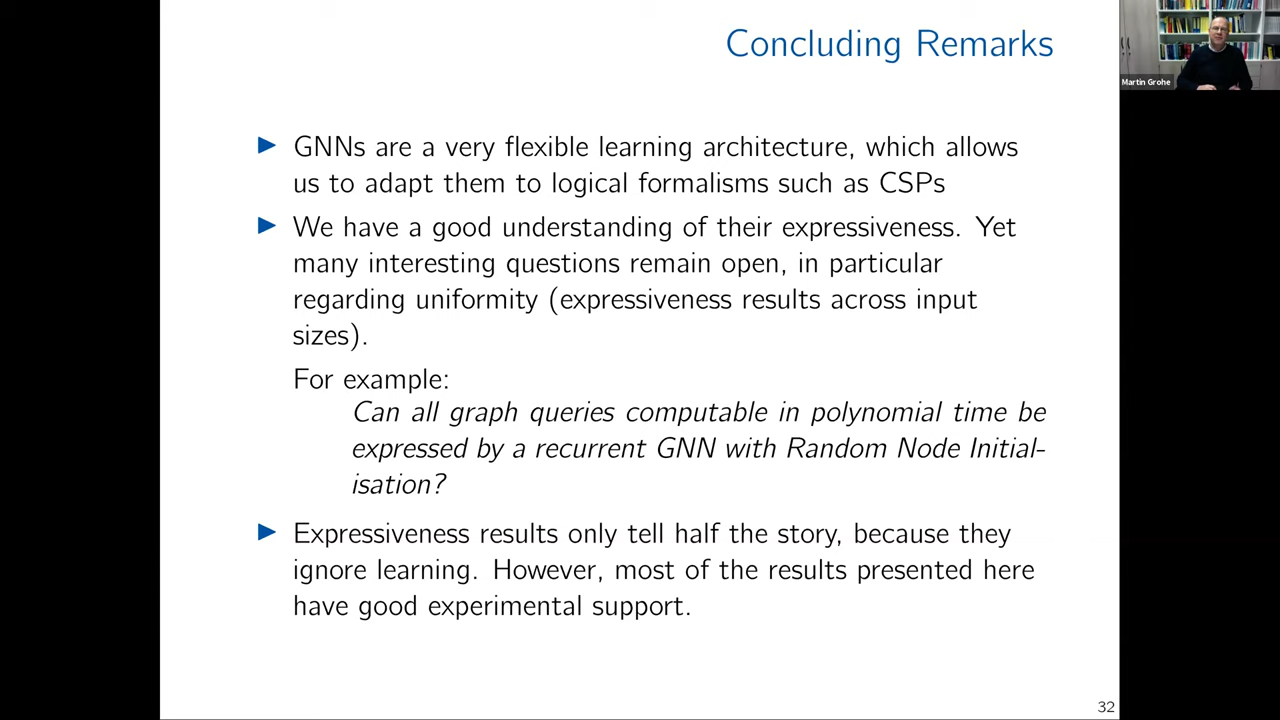 Concluding Remarks
Martin Grohe
▶ GNNs are a very flexible learning architecture, which allows
us to adapt them to logical formalisms such as CSPs
▶ We have a good understanding of their expressiveness. Yet
many interesting questions remain open, in particular
regarding uniformity (expressiveness results across input
sizes).
For example:
Can all graph queries computable in polynomial time be
expressed by a recurrent GNN with Random Node Initial-
isation?
▶ Expressiveness results only tell half the story, because they
ignore learning. However, most of the results presented here
have good experimental support.
32